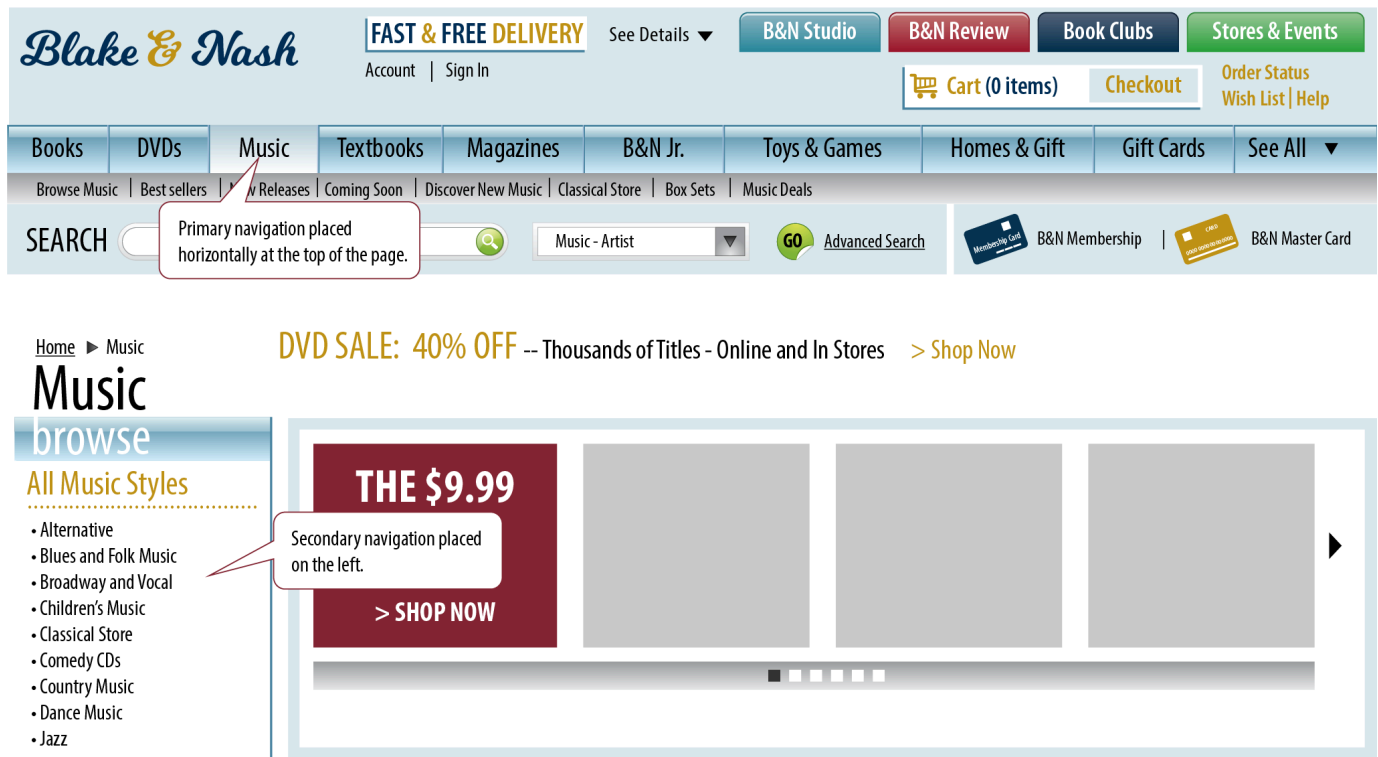 Blake & Nash
FAST & FREE DELIVERY
See Details
B&N Studio
B&N Review
Book Clubs
Stores & Events
Account | Sign In
Cart (0 items)
Checkout
Order Status
Wish List | Help
Books
DVDs
Music
Textbooks
Magazines
B&N Jr.
Toys & Games
Homes & Gift
Gift Cards
See All
Browse Music | Best sellers | New Releases | Coming Soon | Discover New Music | Classical Store | Box Sets | Music Deals
Primary navigation placed
horizontally at the top of the page.
SEARCH
Music - Artist
GO
Advanced Search
Membership Card
B&N Membership |
CARD
B&N Master Card
Home ▶ Music
DVD SALE: 40% OFF -- Thousands of Titles - Online and In Stores > Shop Now
Music
browse
All Music Styles
• Alternative
• Blues and Folk Music
• Broadway and Vocal
• Children’s Music
• Classical Store
• Comedy CDs
• Country Music
• Dance Music
• Jazz
THE $9.99
Secondary navigation placed
on the left.
> SHOP NOW